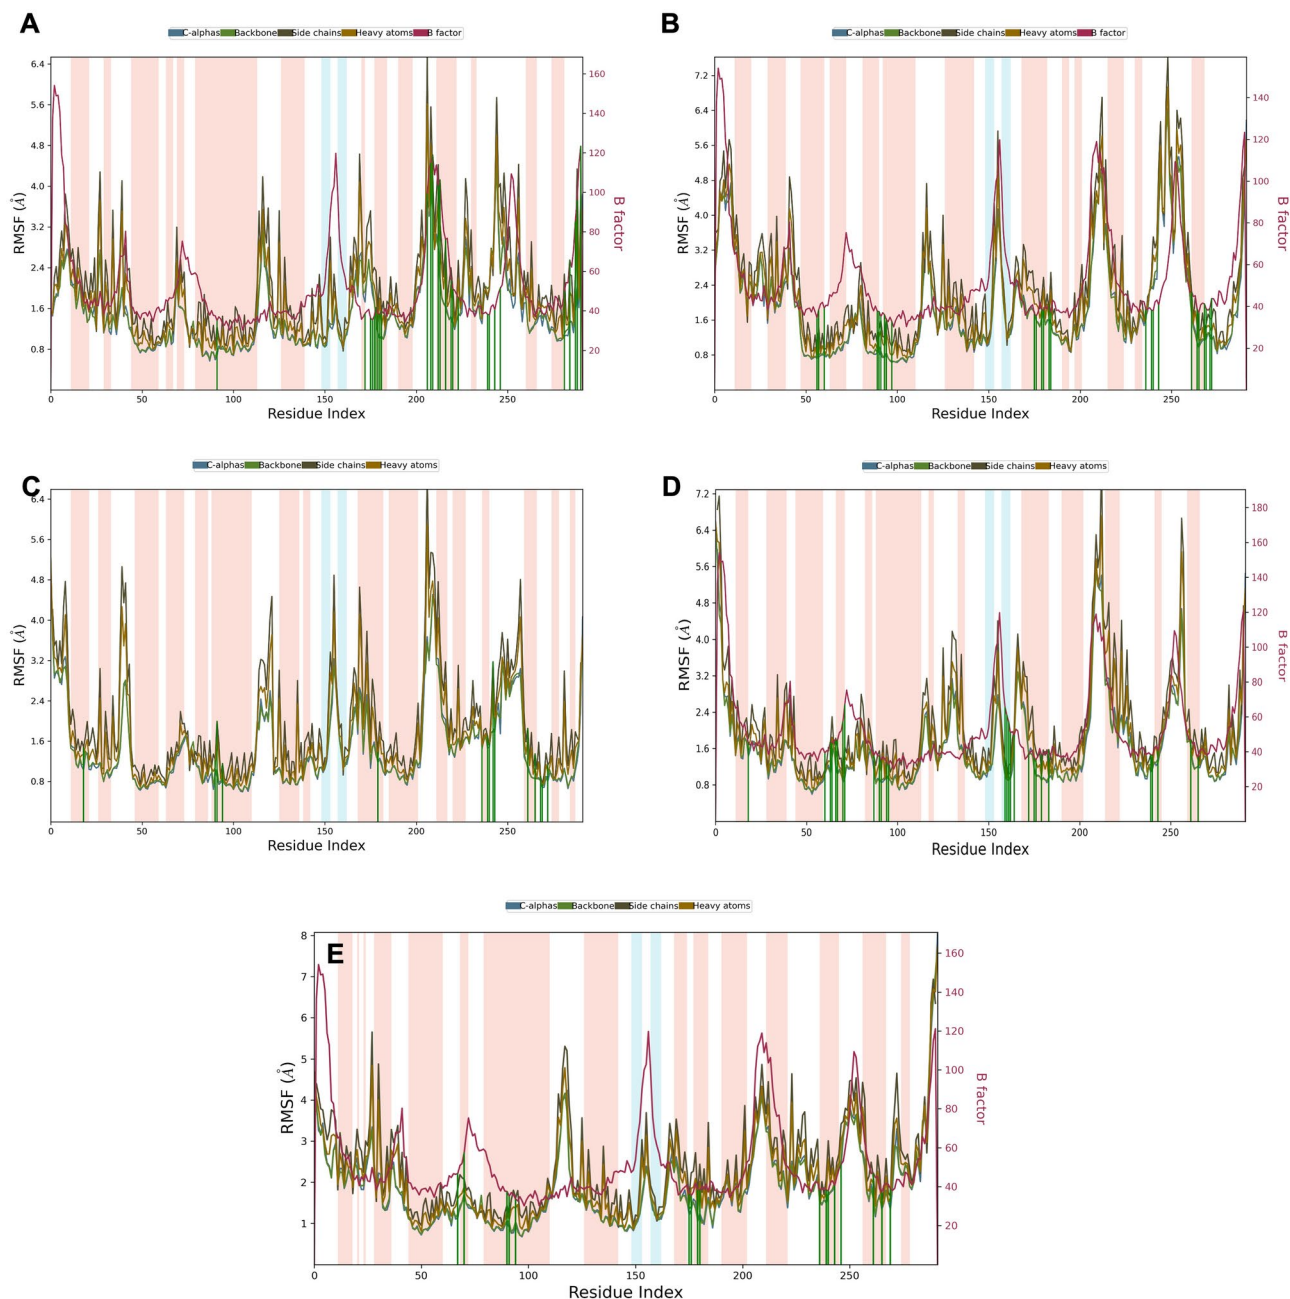 A
C-alphas Backbone Side chains Heavy atoms B factor
6.4
5.6
4.8
4.0
3.2
2.4
1.6
0.8
RMSF (Å)
160
140
120
100
80
60
40
20
B factor
0 50 100 150 200 250
Residue Index
B
C-alphas Backbone Side chains Heavy atoms B factor
7.2
6.4
5.6
4.8
4.0
3.2
2.4
1.6
0.8
RMSF (Å)
140
120
100
80
60
40
20
B factor
0 50 100 150 200 250
Residue Index
C
C-alphas Backbone Side chains Heavy atoms
6.4
5.6
4.8
4.0
3.2
2.4
1.6
0.8
RMSF (Å)
0 50 100 150 200 250
Residue Index
D
C-alphas Backbone Side chains Heavy atoms
7.2
6.4
5.6
4.8
4.0
3.2
2.4
1.6
0.8
RMSF (Å)
180
160
140
120
100
80
60
40
20
B factor
0 50 100 150 200 250
Residue Index
E
C-alphas Backbone Side chains Heavy atoms
8
7
6
5
4
3
2
1
RMSF (Å)
160
140
120
100
80
60
40
20
B factor
0 50 100 150 200 250
Residue Index